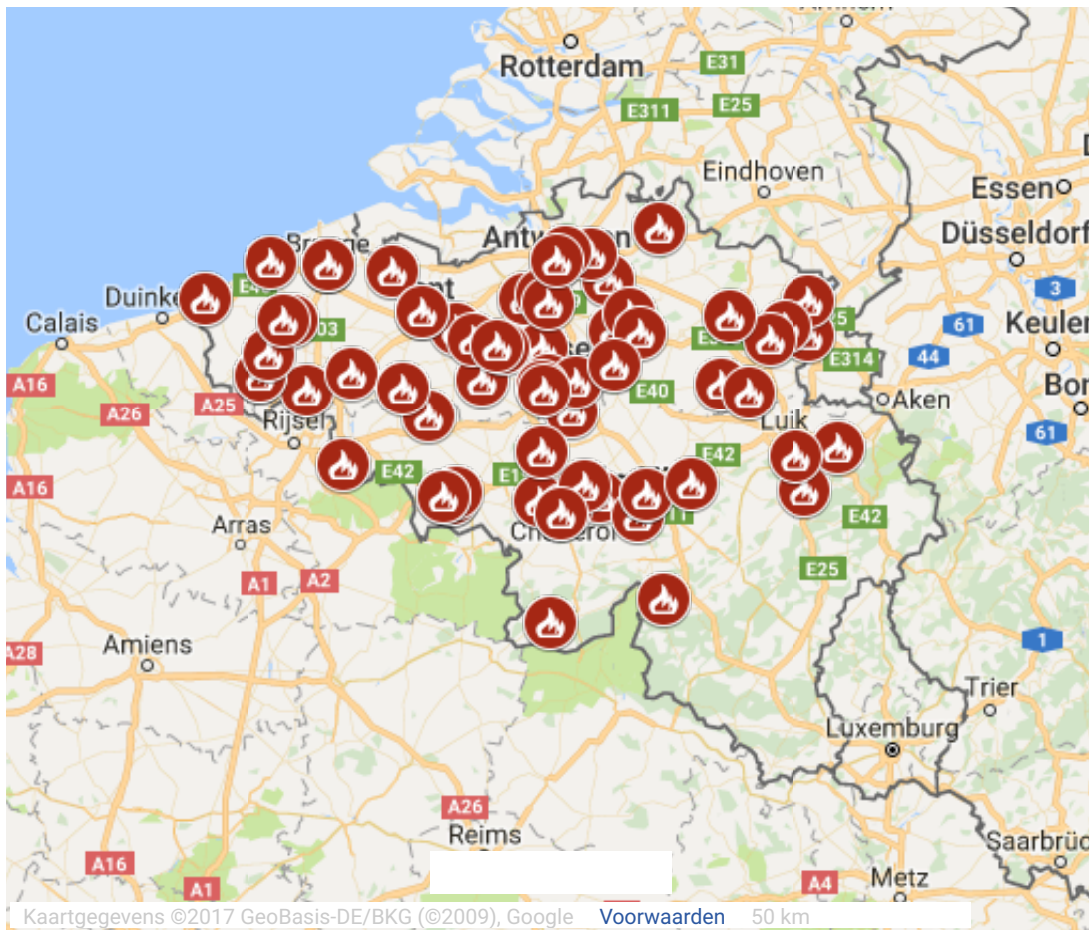 Rotterdam
E31
E311
E25
Eindhoven
Essen
Düsseldorf
3
Duinke
Calais
61
Keulen
44
E314
A16
E40
Aken
A26
A25
Rijsel
Luik
61
E42
E42
A16
Arras
E42
E25
A1
A2
1
A28
Amiens
Trier
Luxemburg
A26
Reims
A16
A1
A4
Metz
Saarbrüc
Kaartgegevens ©2017 GeoBasis-DE/BKG (©2009), Google Voorwaarden 50 km